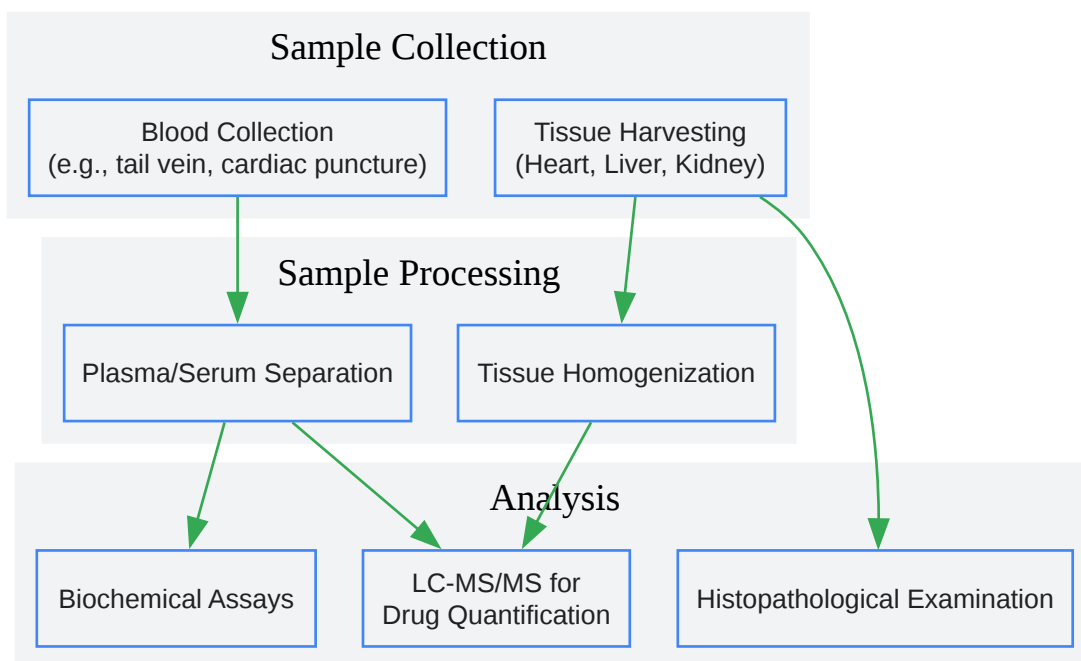 Sample Collection
Blood Collection
(e.g., tail vein, cardiac puncture)
Tissue Harvesting
(Heart, Liver, Kidney)
Sample Processing
Plasma/Serum Separation
Tissue Homogenization
Analysis
Biochemical Assays
LC-MS/MS for
Drug Quantification
Histopathological Examination